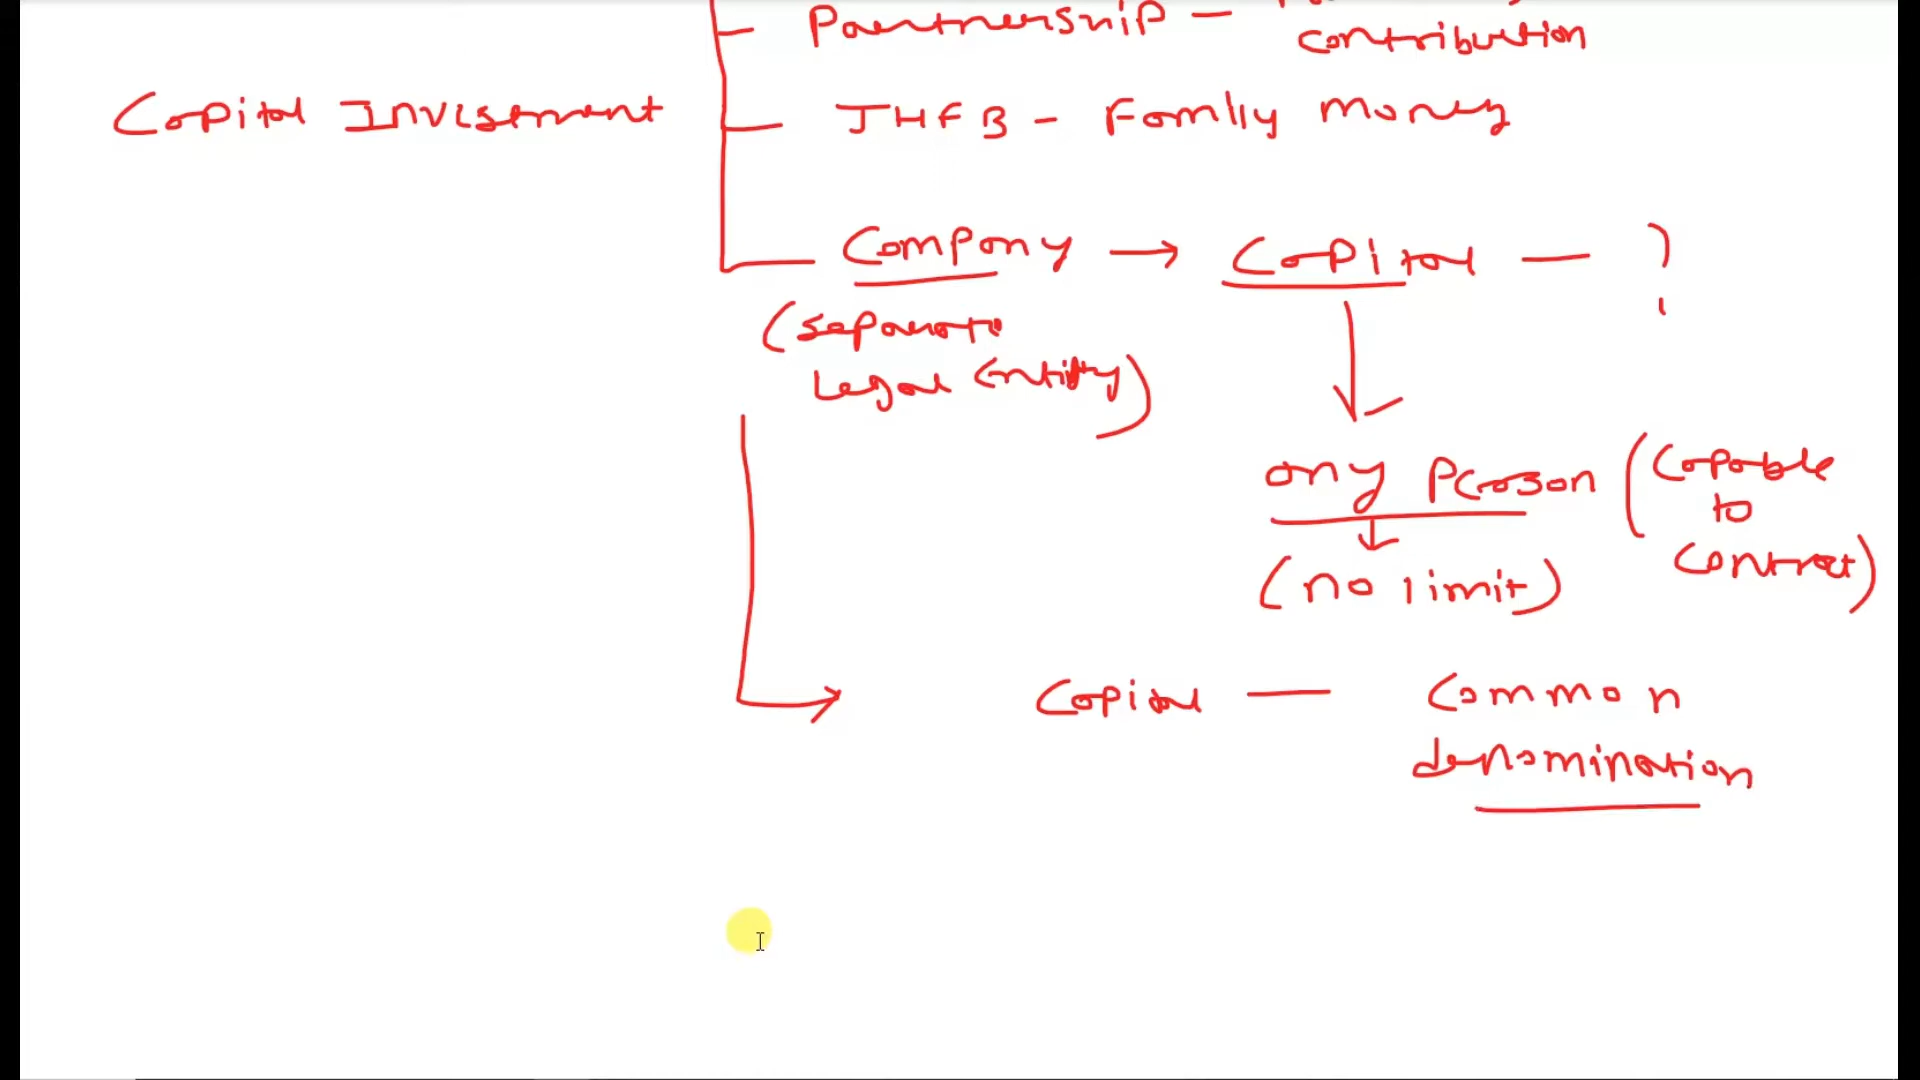 Partnership —
contribution
Capital Investment
JHFB - Family Money
Company → Capital — ?
(separate
Legal Entity)
any Person (Capable
to
contract)
(no limit)
Capital — Common
denomination